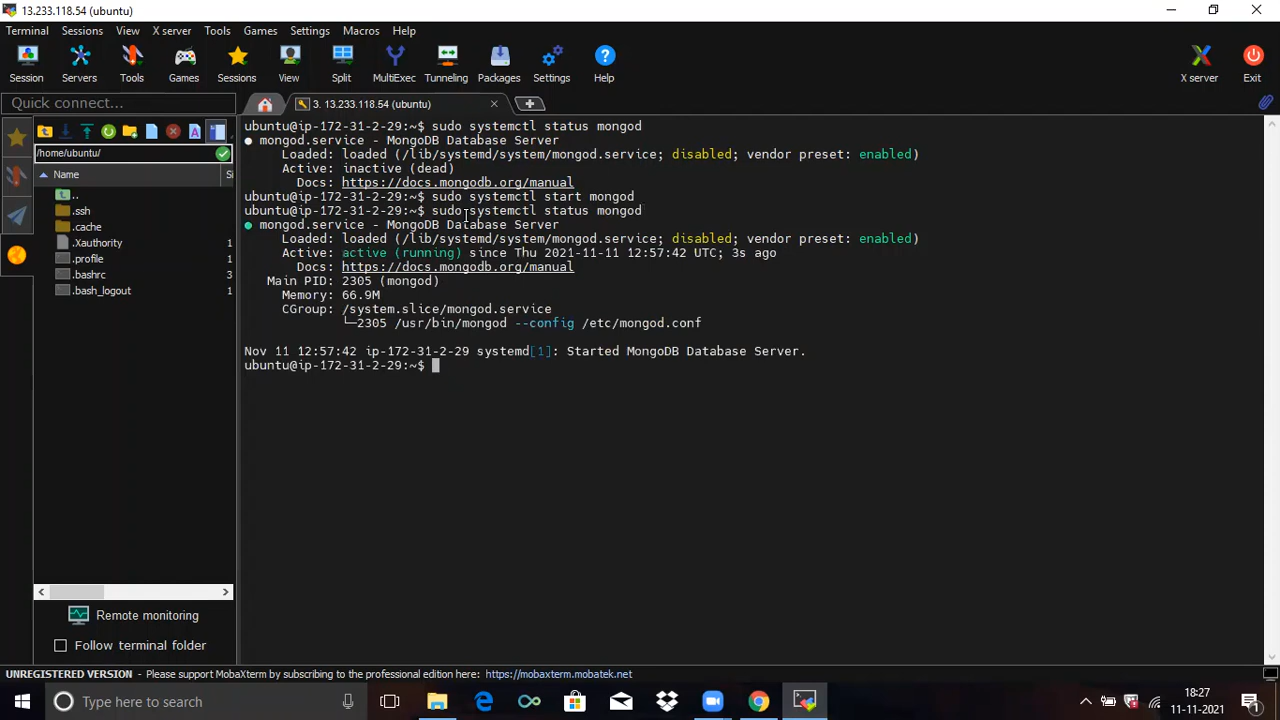 13.233.118.54 (ubuntu)
Terminal Sessions View X server Tools Games Settings Macros Help
Session Servers Tools Games Sessions View Split MultiExec Tunneling Packages Settings Help X server Exit
Quick connect...
3. 13.233.118.54 (ubuntu)
/home/ubuntu/
Name Si
..
.ssh
.cache
.Xauthority 1
.profile 1
.bashrc 3
.bash_logout 1
Remote monitoring
Follow terminal folder
ubuntu@ip-172-31-2-29:~$ sudo systemctl status mongod
● mongod.service - MongoDB Database Server
Loaded: loaded (/lib/systemd/system/mongod.service; disabled; vendor preset: enabled)
Active: inactive (dead)
Docs: https://docs.mongodb.org/manual
ubuntu@ip-172-31-2-29:~$ sudo systemctl start mongod
ubuntu@ip-172-31-2-29:~$ sudo systemctl status mongod
● mongod.service - MongoDB Database Server
Loaded: loaded (/lib/systemd/system/mongod.service; disabled; vendor preset: enabled)
Active: active (running) since Thu 2021-11-11 12:57:42 UTC; 3s ago
Docs: https://docs.mongodb.org/manual
Main PID: 2305 (mongod)
Memory: 66.9M
CGroup: /system.slice/mongod.service
└─2305 /usr/bin/mongod --config /etc/mongod.conf
Nov 11 12:57:42 ip-172-31-2-29 systemd[1]: Started MongoDB Database Server.
ubuntu@ip-172-31-2-29:~$
UNREGISTERED VERSION - Please support MobaXterm by subscribing to the professional edition here: https://mobaxterm.mobatek.net
Type here to search
18:27
11-11-2021
1